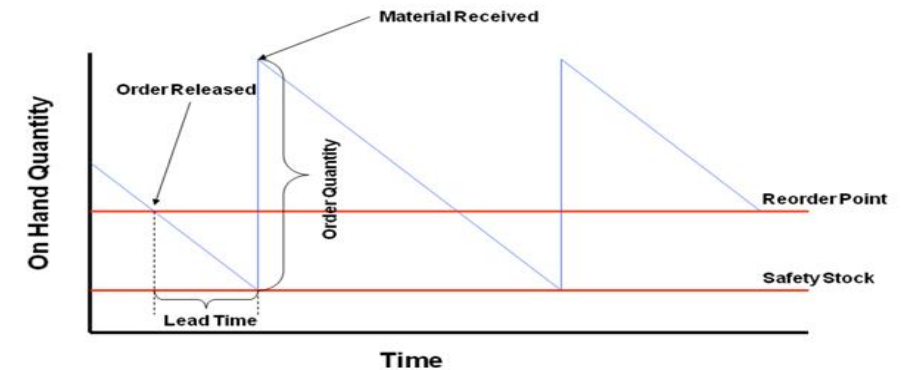 Material Received
Order Released
On Hand Quantity
Order Quantity
Reorder Point
Safety Stock
Lead Time
Time